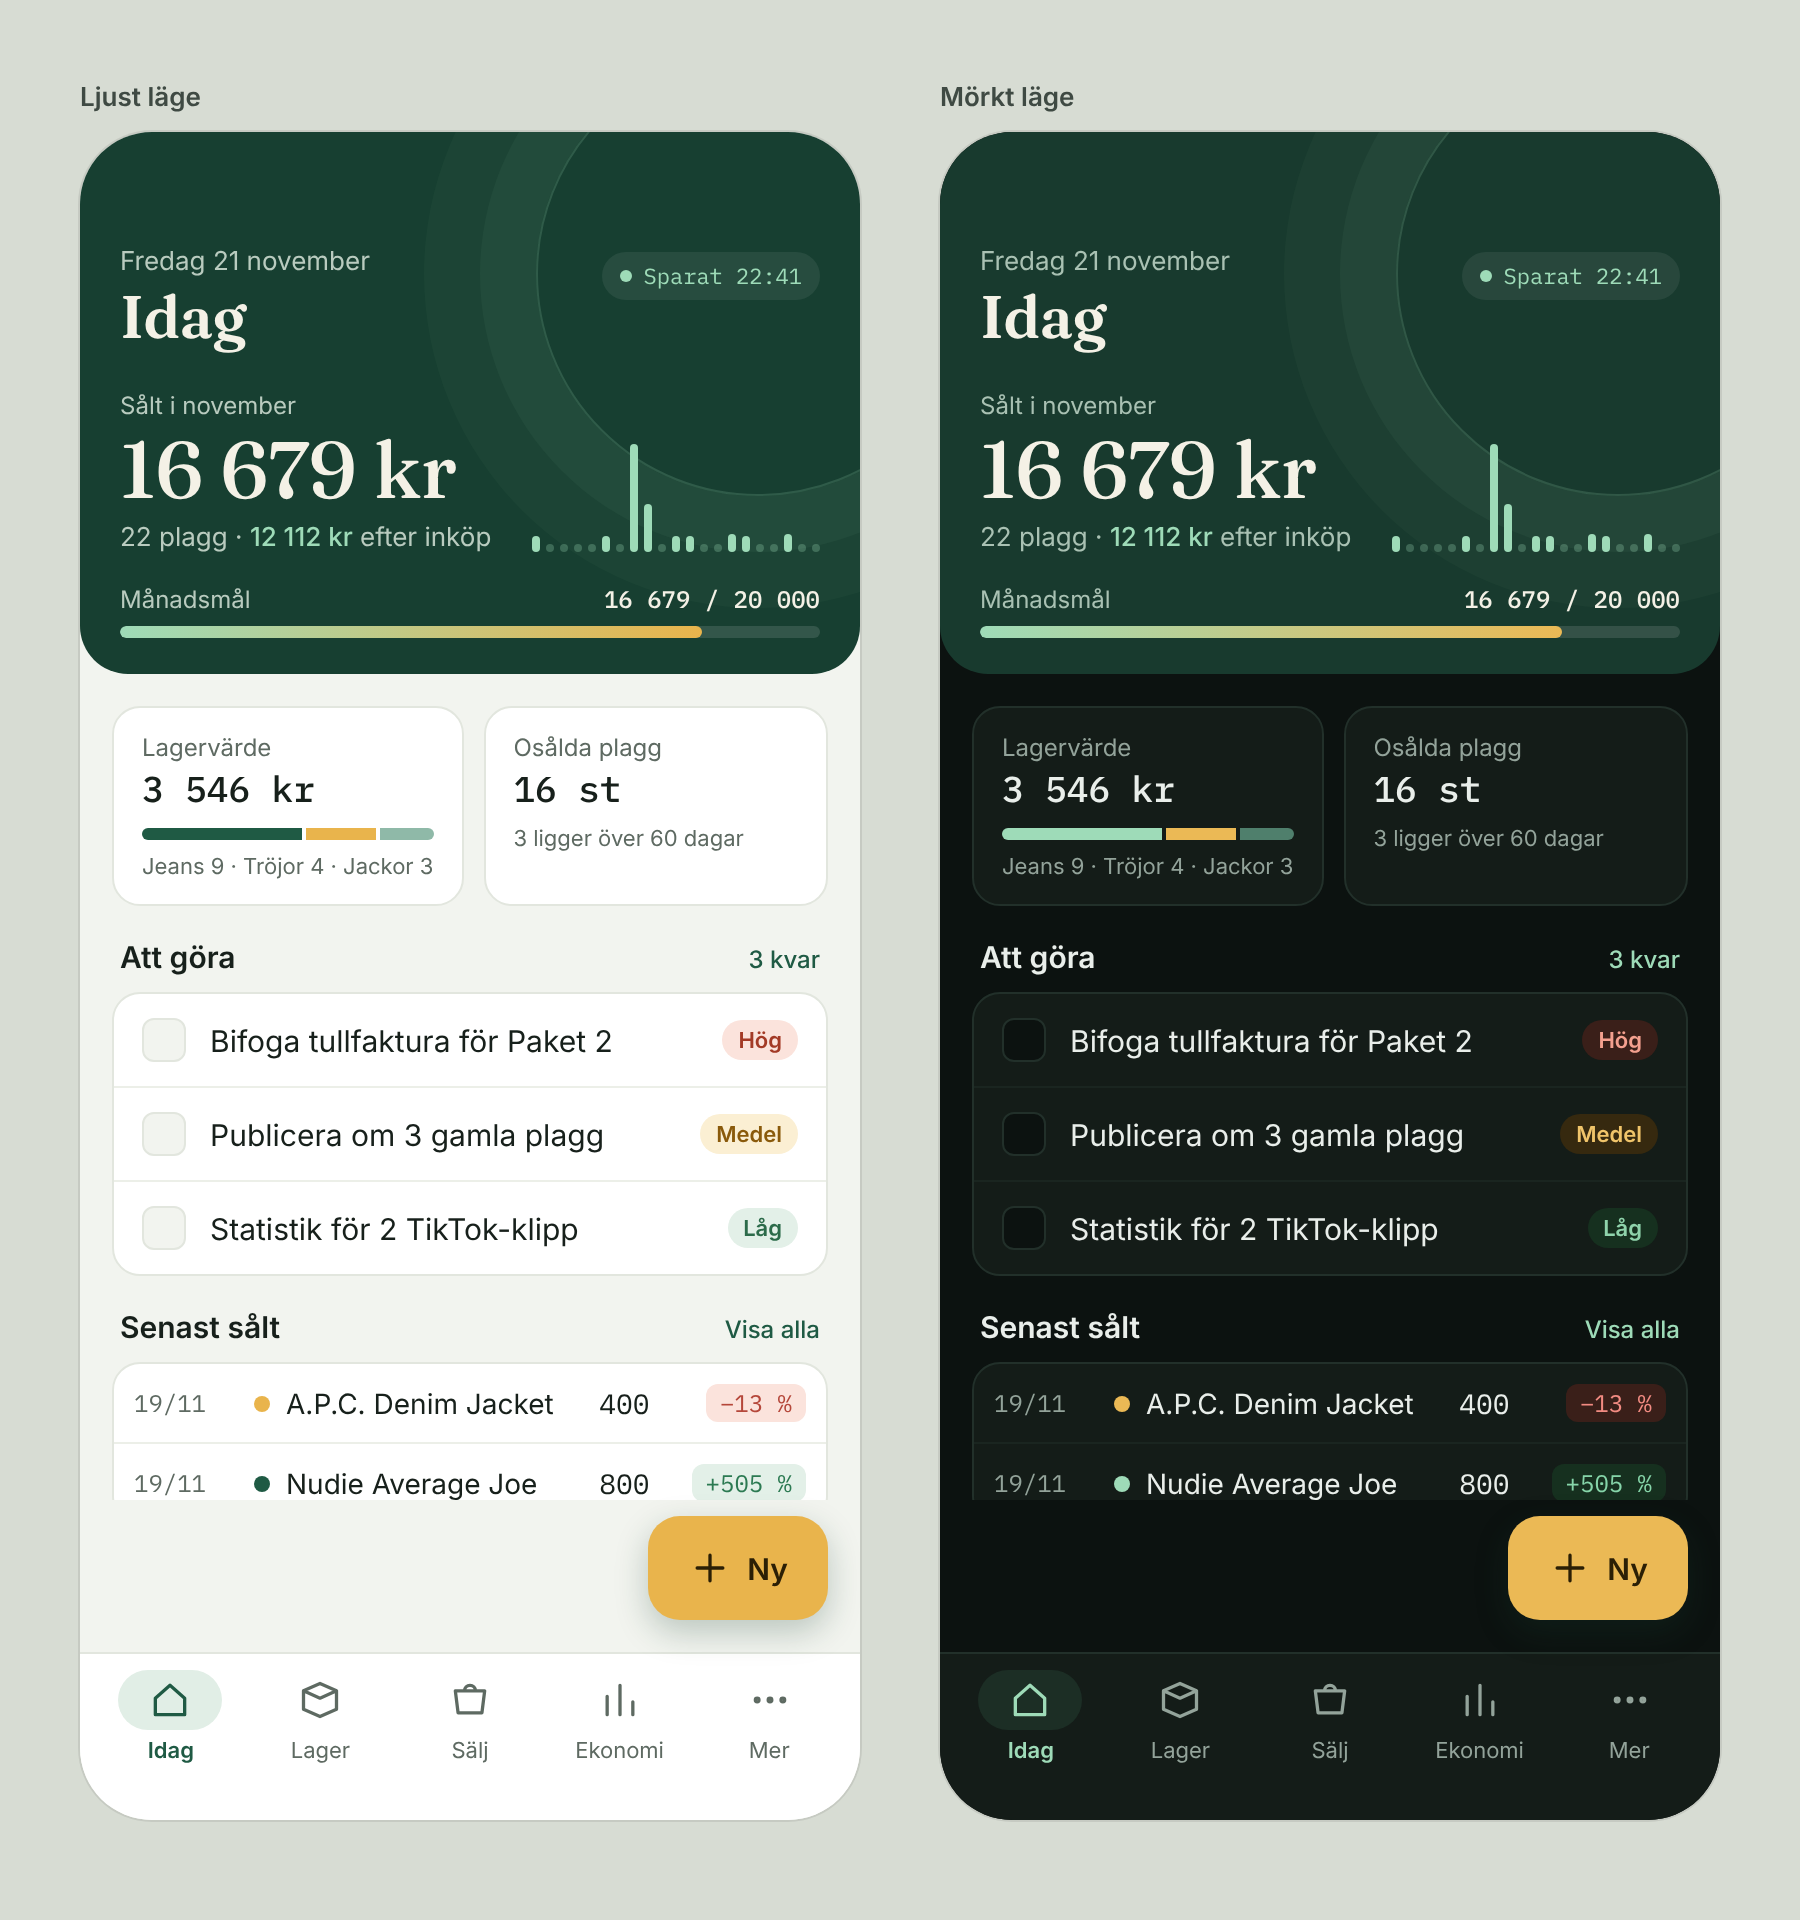 Ljust läge
Fredag 21 november
Sparat 22:41
Idag
Sålt i november
16 679 kr
22 plagg · 12 112 kr efter inköp
Månadsmål
16 679 / 20 000
Lagervärde
3 546 kr
Jeans 9 · Tröjor 4 · Jackor 3
Osålda plagg
16 st
3 ligger över 60 dagar
Att göra
3 kvar
Bifoga tullfaktura för Paket 2
Hög
Publicera om 3 gamla plagg
Medel
Statistik för 2 TikTok-klipp
Låg
Senast sålt
Visa alla
19/11 A.P.C. Denim Jacket 400 −13 %
19/11 Nudie Average Joe 800 +505 %
Ny
Idag
Lager
Sälj
Ekonomi
Mer
Mörkt läge
Fredag 21 november
Sparat 22:41
Idag
Sålt i november
16 679 kr
22 plagg · 12 112 kr efter inköp
Månadsmål
16 679 / 20 000
Lagervärde
3 546 kr
Jeans 9 · Tröjor 4 · Jackor 3
Osålda plagg
16 st
3 ligger över 60 dagar
Att göra
3 kvar
Bifoga tullfaktura för Paket 2
Hög
Publicera om 3 gamla plagg
Medel
Statistik för 2 TikTok-klipp
Låg
Senast sålt
Visa alla
19/11 A.P.C. Denim Jacket 400 −13 %
19/11 Nudie Average Joe 800 +505 %
Ny
Idag
Lager
Sälj
Ekonomi
Mer